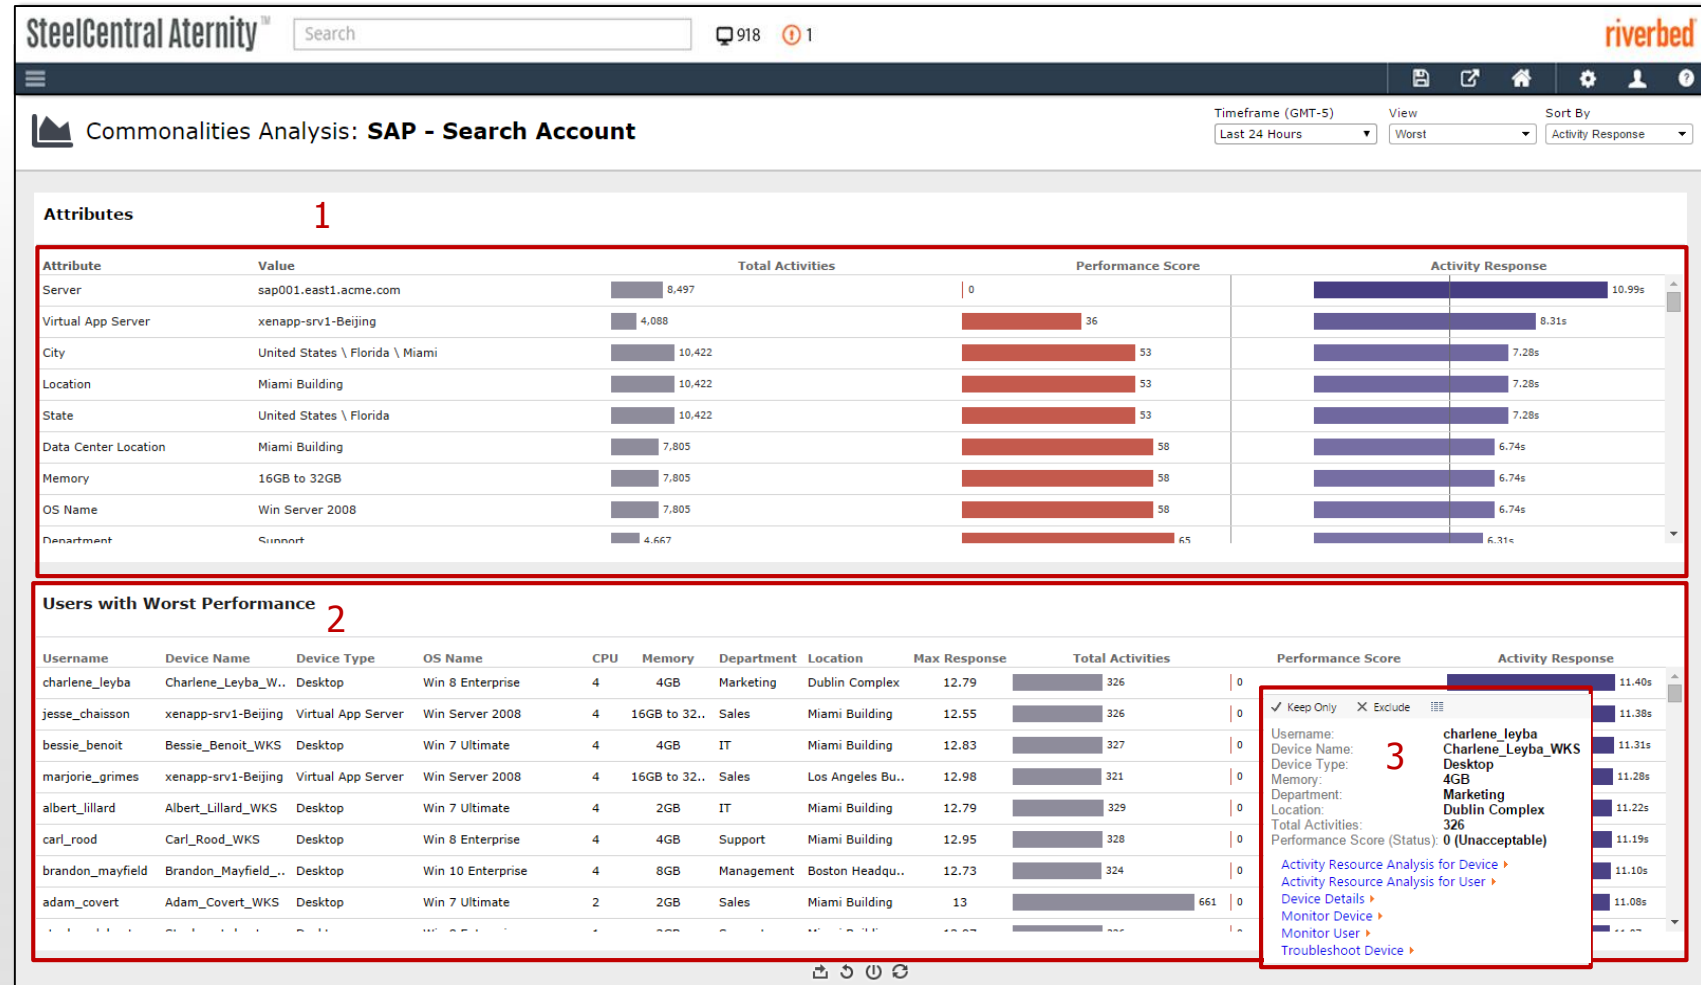 SteelCentral Aternity™ Search 918 1 riverbed
Timeframe (GMT-5) View Sort By
Commonalities Analysis: SAP - Search Account Last 24 Hours Worst Activity Response
Attributes 1
Attribute Value Total Activities Performance Score Activity Response
Server sap001.east1.acme.com 8,497 0 10.99s
Virtual App Server xenapp-srv1-Beijing 4,088 36 8.31s
City United States \ Florida \ Miami 10,422 53 7.28s
Location Miami Building 10,422 53 7.28s
State United States \ Florida 10,422 53 7.28s
Data Center Location Miami Building 7,805 58 6.74s
Memory 16GB to 32GB 7,805 58 6.74s
OS Name Win Server 2008 7,805 58 6.74s
Department Support 4,667 65 6.31s
Users with Worst Performance 2
Username Device Name Device Type OS Name CPU Memory Department Location Max Response Total Activities Performance Score Activity Response
charlene_leyba Charlene_Leyba_W.. Desktop Win 8 Enterprise 4 4GB Marketing Dublin Complex 12.79 326 0 11.40s
jesse_chaisson xenapp-srv1-Beijing Virtual App Server Win Server 2008 4 16GB to 32.. Sales Miami Building 12.55 326 0 11.38s
bessie_benoit Bessie_Benoit_WKS Desktop Win 7 Ultimate 4 4GB IT Miami Building 12.83 327 0 11.31s
marjorie_grimes xenapp-srv1-Beijing Virtual App Server Win Server 2008 4 16GB to 32.. Sales Los Angeles Bu.. 12.98 321 0 11.28s
albert_lillard Albert_Lillard_WKS Desktop Win 7 Ultimate 4 2GB IT Miami Building 12.79 329 0 11.22s
carl_rood Carl_Rood_WKS Desktop Win 8 Enterprise 4 4GB Support Miami Building 12.95 328 0 11.19s
brandon_mayfield Brandon_Mayfield_.. Desktop Win 10 Enterprise 4 8GB Management Boston Headqu.. 12.73 324 0 11.10s
adam_covert Adam_Covert_WKS Desktop Win 7 Ultimate 2 2GB Sales Miami Building 13 661 0 11.08s
Keep Only Exclude
Username: charlene_leyba
Device Name: Charlene_Leyba_WKS
3
Device Type: Desktop
Memory: 4GB
Department: Marketing
Location: Dublin Complex
Total Activities: 326
Performance Score (Status): 0 (Unacceptable)
Activity Resource Analysis for Device
Activity Resource Analysis for User
Device Details
Monitor Device
Monitor User
Troubleshoot Device